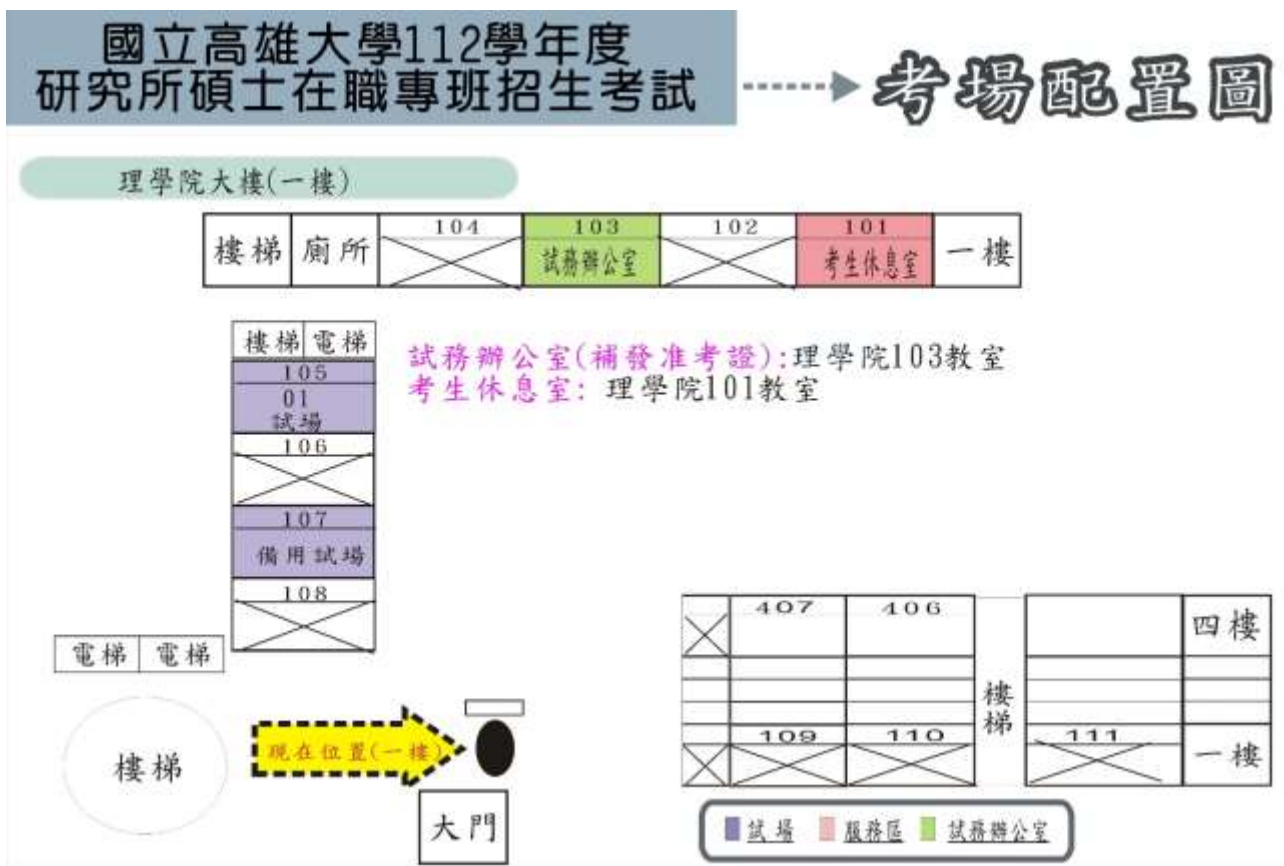 國立高雄大學112學年度
研究所碩士在職專班招生考試
考場配置圖
理學院大樓(一樓)
樓梯 廁所 104 103 試務辦公室 102 101 考生休息室 一樓
樓梯 電梯
105
01
試場
106
107
備用試場
108
試務辦公室(補發准考證):理學院103教室
考生休息室: 理學院101教室
電梯 電梯
樓梯
現在位置(一樓)
大門
407 406 四樓
樓梯
109 110 111 一樓
試場 服務區 試務辦公室